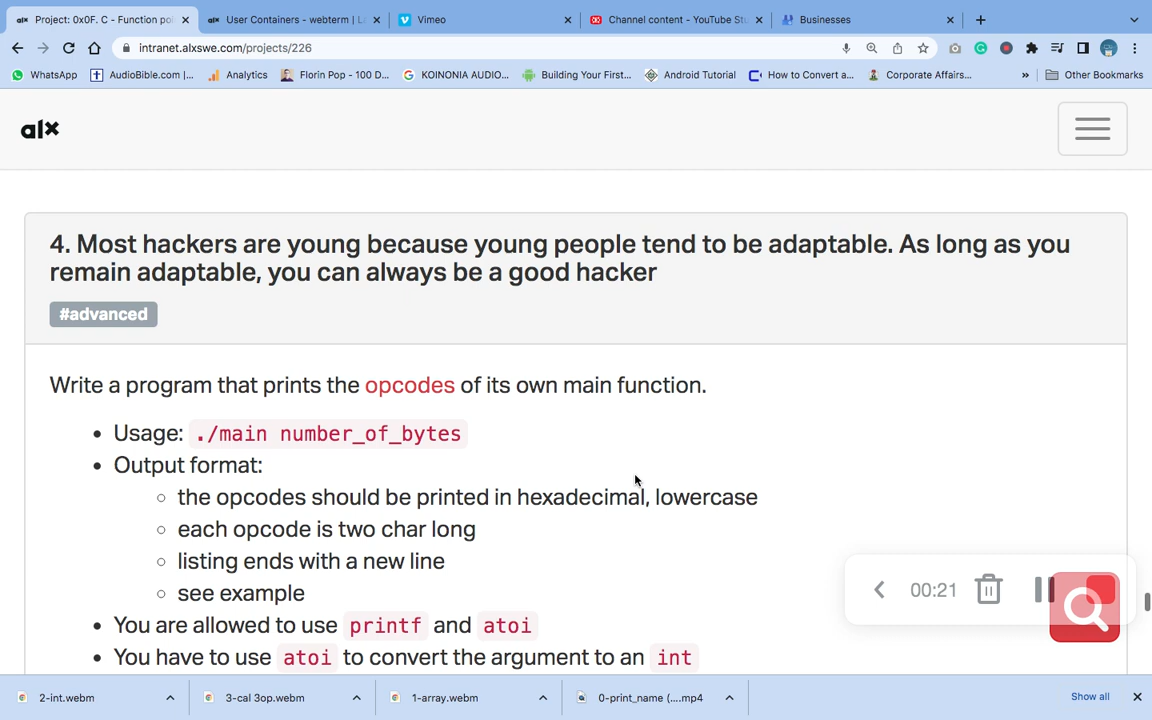 Project: 0x0F. C - Function poi
User Containers - webterm | L
Vimeo
Channel content - YouTube Stu
Businesses
intranet.alxswe.com/projects/226
WhatsApp
AudioBible.com |...
Analytics
Florin Pop - 100 D...
KOINONIA AUDIO...
Building Your First...
Android Tutorial
How to Convert a...
Corporate Affairs...
»
Other Bookmarks
alx
4. Most hackers are young because young people tend to be adaptable. As long as you
remain adaptable, you can always be a good hacker
#advanced
Write a program that prints the opcodes of its own main function.
• Usage: ./main number_of_bytes
• Output format:
○ the opcodes should be printed in hexadecimal, lowercase
○ each opcode is two char long
○ listing ends with a new line
○ see example
• You are allowed to use printf and atoi
• You have to use atoi to convert the argument to an int
00:21
2-int.webm
3-cal 3op.webm
1-array.webm
0-print_name (....mp4
Show all